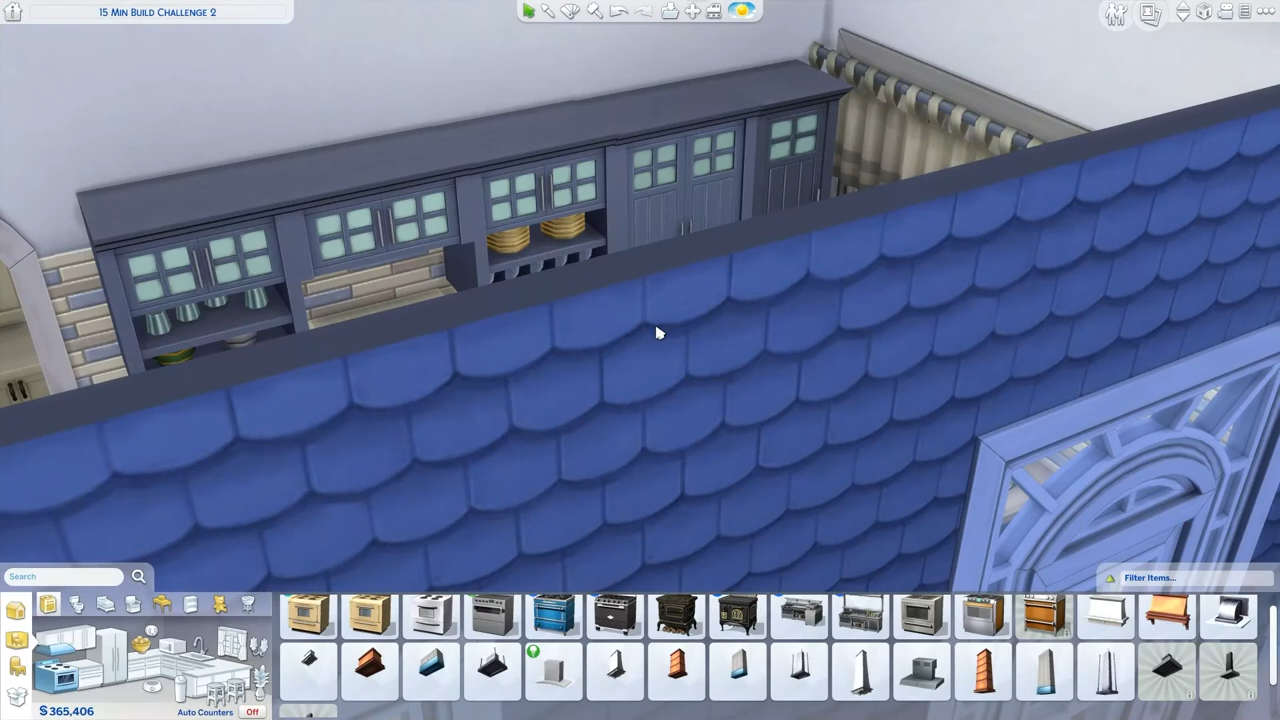 15 Min Build Challenge 2
Search
Filter Items...
$365,406
Auto Counters
Off